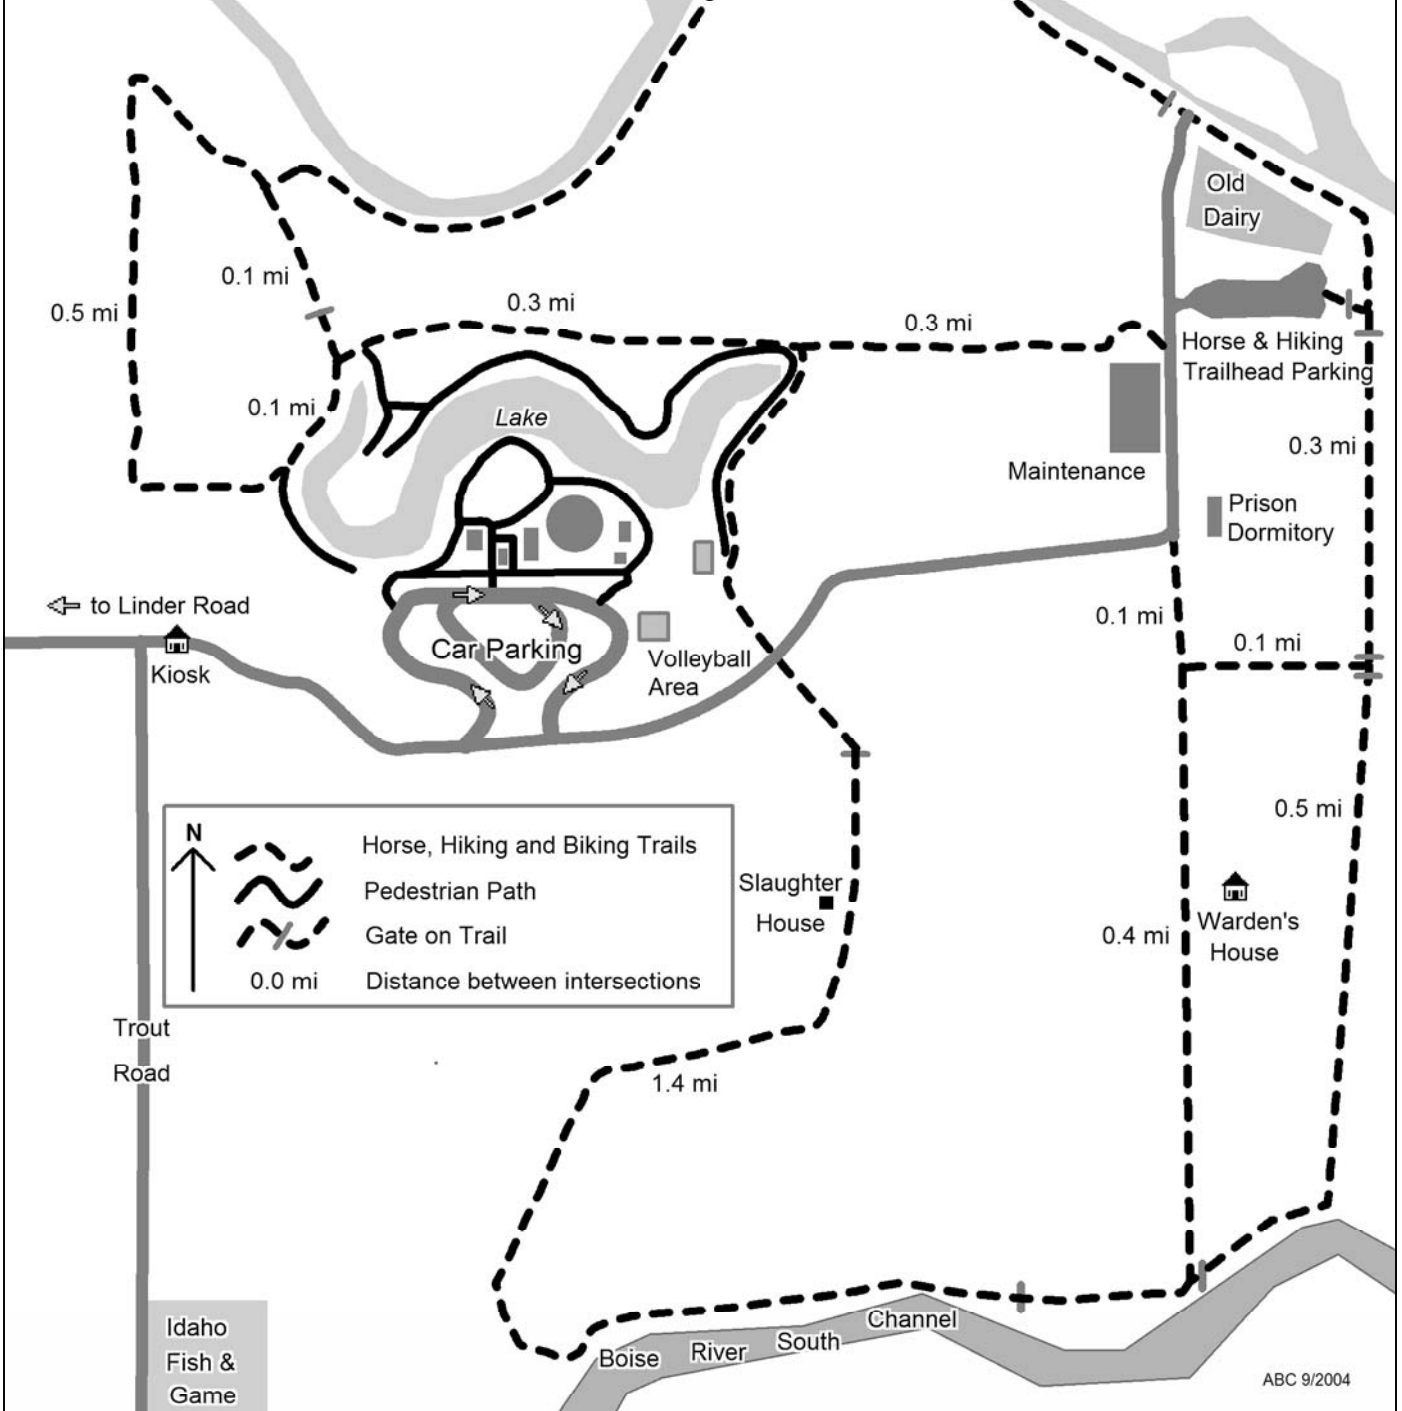 Old
Dairy
0.1 mi
0.5 mi
0.3 mi
0.3 mi
Horse & Hiking
Trailhead Parking
0.1 mi
Lake
0.3 mi
Maintenance
Prison
Dormitory
to Linder Road
0.1 mi
0.1 mi
Car Parking
Kiosk
Volleyball
Area
0.5 mi
N
Horse, Hiking and Biking Trails
Pedestrian Path
Gate on Trail
0.0 mi Distance between intersections
Slaughter
House
Warden's
House
0.4 mi
Trout
Road
1.4 mi
Idaho
Fish &
Game
Boise River South Channel
ABC 9/2004